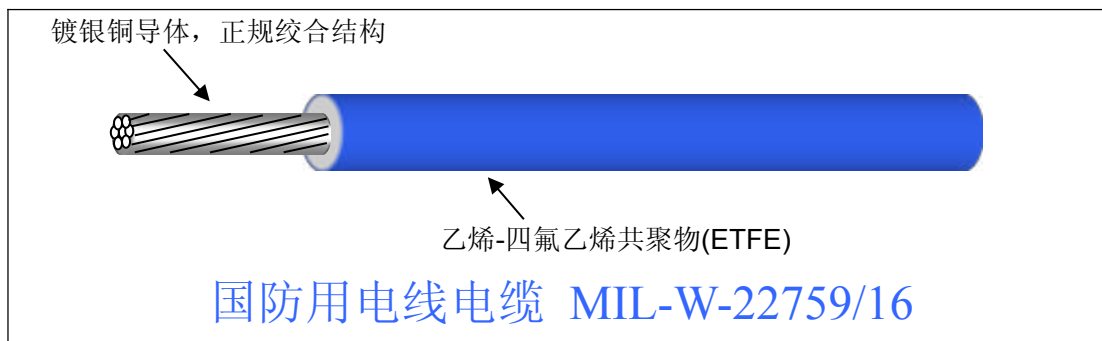 镀银铜导体，正规绞合结构
乙烯-四氟乙烯共聚物(ETFE)
国防用电线电缆 MIL-W-22759/16